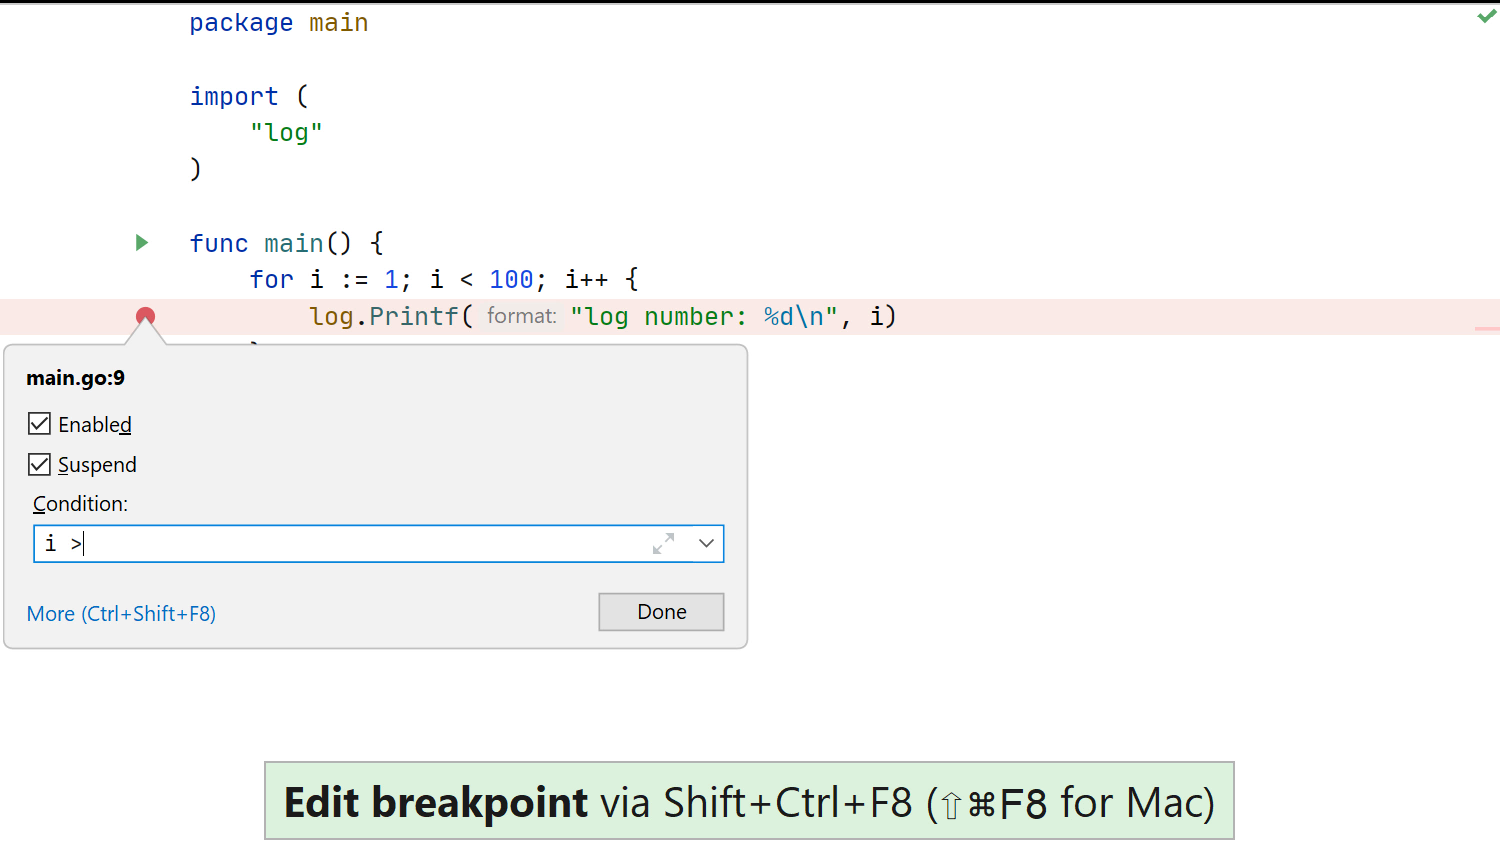 package main
import (
"log"
)
func main() {
for i := 1; i < 100; i++ {
log.Printf( format: "log number: %d\n", i)
main.go:9
Enabled
Suspend
Condition:
i >
More (Ctrl+Shift+F8)
Done
Edit breakpoint via Shift+Ctrl+F8 (⇧⌘F8 for Mac)